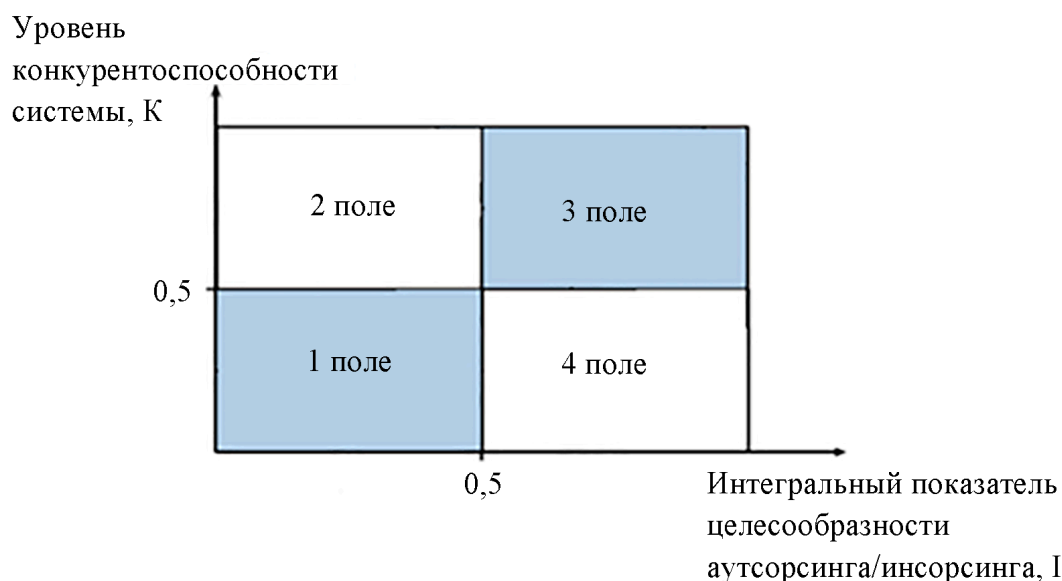 Уровень
конкурентоспособности
системы, К
2 поле
3 поле
0,5
1 поле
4 поле
0,5
Интегральный показатель
целесообразности
аутсорсинга/инсорсинга, I